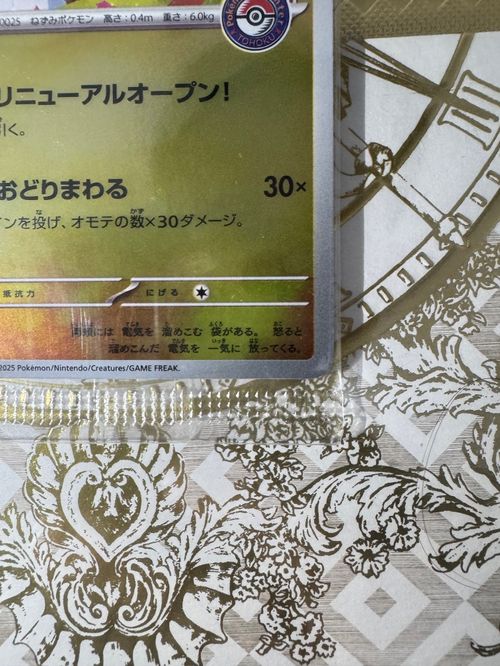 0025 ねずみポケモン 高さ:0.4m 重さ:6.0kg
TOHOKU
リニューアルオープン!
引く。
おどりまわる 30×
インを投げ、オモテの数×30ダメージ。
抵抗力 にげる
両頬には 電気を 溜めこむ 袋がある。 怒ると
溜めこんだ 電気を 一気に 放ってくる。
2025 Pokémon/Nintendo/Creatures/GAME FREAK.